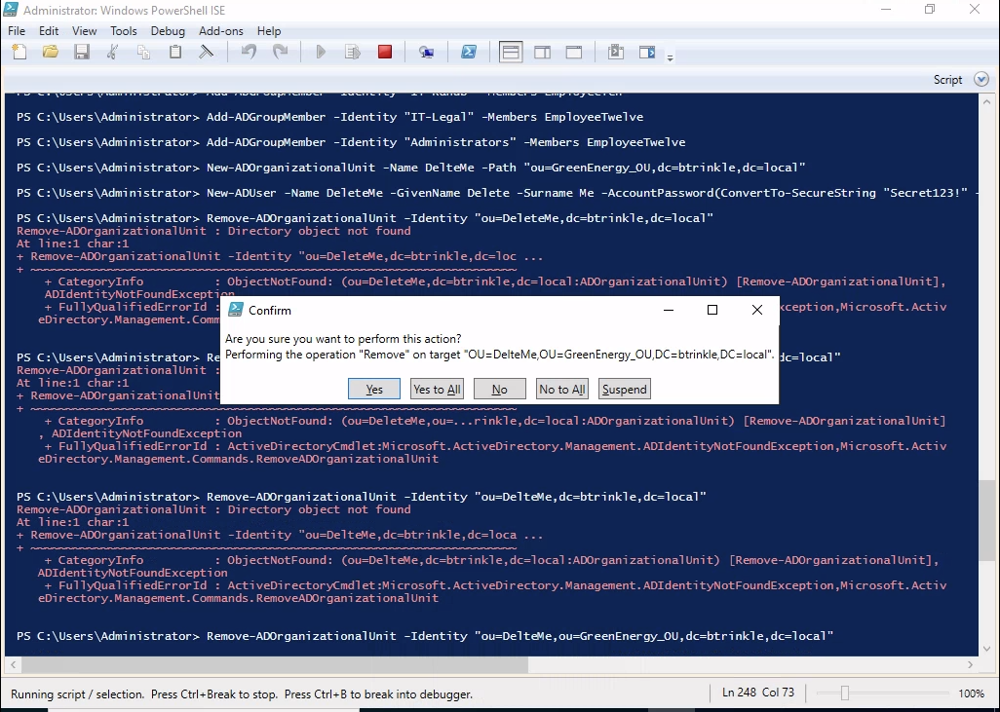 Administrator: Windows PowerShell ISE
File Edit View Tools Debug Add-ons Help
Script
PS C:\Users\Administrator> Add-ADGroupMember -Identity
PS C:\Users\Administrator> Add-ADGroupMember -Identity "IT-Legal" -Members EmployeeTwelve
PS C:\Users\Administrator> Add-ADGroupMember -Identity "Administrators" -Members EmployeeTwelve
PS C:\Users\Administrator> New-ADOrganizationalUnit -Name DelteMe -Path "ou=GreenEnergy_OU,dc=btrinkle,dc=local"
PS C:\Users\Administrator> New-ADUser -Name DeleteMe -GivenName Delete -Surname Me -AccountPassword(ConvertTo-SecureString "Secret123!" -
PS C:\Users\Administrator> Remove-ADOrganizationalUnit -Identity "ou=DeleteMe,dc=btrinkle,dc=local"
Remove-ADOrganizationalUnit : Directory object not found
At line:1 char:1
+ Remove-ADOrganizationalUnit -Identity "ou=DeleteMe,dc=btrinkle,dc=loc ...
+ ~~~~~~~~~~~~~~~~~~~~~~~~~~~~~~~~~~~~~~~~~~~~~~~~~~~~~~~~~~~~~~~~~~~~~
+ CategoryInfo : ObjectNotFound: (ou=DeleteMe,dc=btrinkle,dc=local:ADOrganizationalUnit) [Remove-ADOrganizationalUnit],
ADIdentityNotFoundException
+ FullyQualifiedErrorId : xception,Microsoft.Activ
eDirectory.Management.Comm
Confirm
Are you sure you want to perform this action?
Performing the operation "Remove" on target "OU=DelteMe,OU=GreenEnergy_OU,DC=btrinkle,DC=local".
Yes Yes to All No No to All Suspend
PS C:\Users\Administrator> Re dc=local"
Remove-ADOrganizationalUnit :
At line:1 char:1
+ Remove-ADOrganizationalUnit
+ ~~~~~~~~~~~~~~~~~~~~~~~~~~~~~~~~~~~~~~~~~~~~~~~~~~~~~~~~~~~~~~~~~~~~~
+ CategoryInfo : ObjectNotFound: (ou=DeleteMe,ou=...rinkle,dc=local:ADOrganizationalUnit) [Remove-ADOrganizationalUnit]
, ADIdentityNotFoundException
+ FullyQualifiedErrorId : ActiveDirectoryCmdlet:Microsoft.ActiveDirectory.Management.ADIdentityNotFoundException,Microsoft.Activ
eDirectory.Management.Commands.RemoveADOrganizationalUnit
PS C:\Users\Administrator> Remove-ADOrganizationalUnit -Identity "ou=DelteMe,dc=btrinkle,dc=local"
Remove-ADOrganizationalUnit : Directory object not found
At line:1 char:1
+ Remove-ADOrganizationalUnit -Identity "ou=DelteMe,dc=btrinkle,dc=loca ...
+ ~~~~~~~~~~~~~~~~~~~~~~~~~~~~~~~~~~~~~~~~~~~~~~~~~~~~~~~~~~~~~~~~~~~~~
+ CategoryInfo : ObjectNotFound: (ou=DelteMe,dc=btrinkle,dc=local:ADOrganizationalUnit) [Remove-ADOrganizationalUnit],
ADIdentityNotFoundException
+ FullyQualifiedErrorId : ActiveDirectoryCmdlet:Microsoft.ActiveDirectory.Management.ADIdentityNotFoundException,Microsoft.Activ
eDirectory.Management.Commands.RemoveADOrganizationalUnit
PS C:\Users\Administrator> Remove-ADOrganizationalUnit -Identity "ou=DelteMe,ou=GreenEnergy_OU,dc=btrinkle,dc=local"
Running script / selection. Press Ctrl+Break to stop. Press Ctrl+B to break into debugger.
Ln 248 Col 73
100%